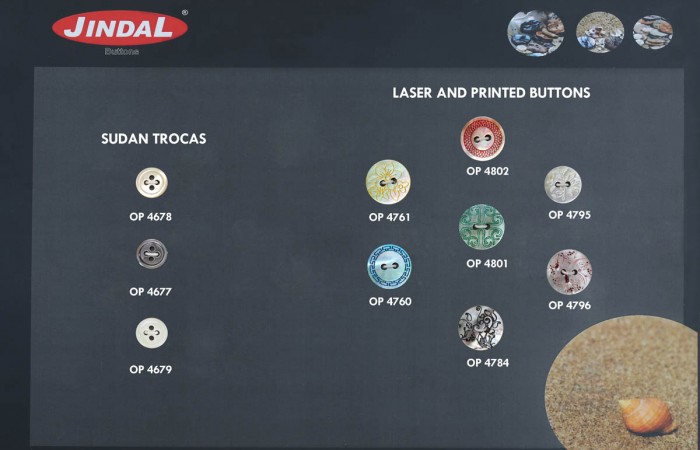 JINDAL®
Buttons
SUDAN TROCAS
OP 4678
OP 4677
OP 4679
LASER AND PRINTED BUTTONS
OP 4802
OP 4761
OP 4795
OP 4801
OP 4760
OP 4796
OP 4784